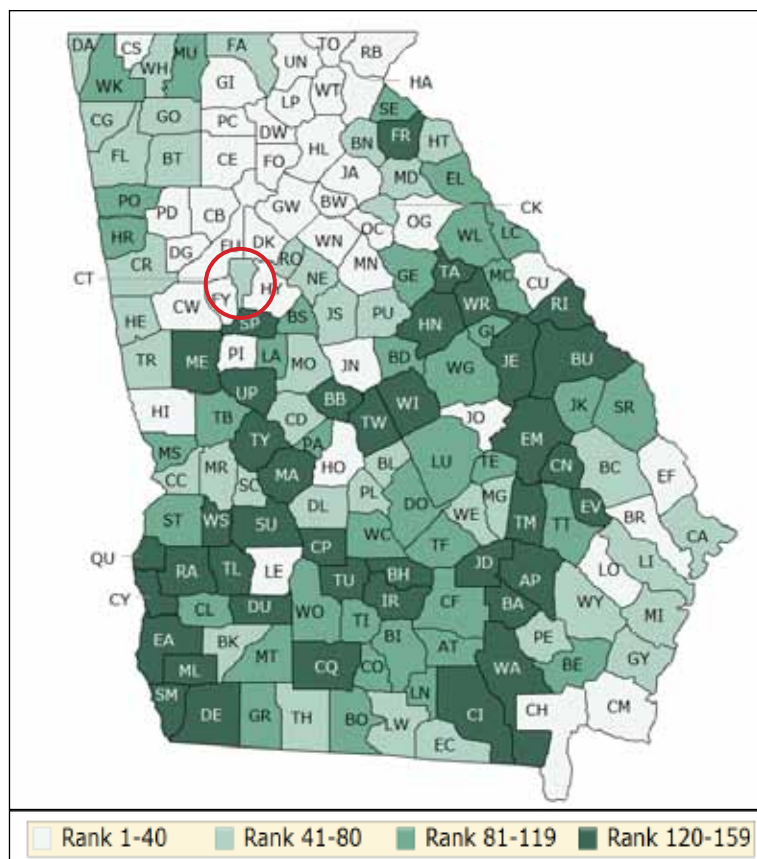 DA CS MU FA UN TO RB
WK WH GI LP WT HA
CG GO PC DW HL SE
FL BT CE FO BN FR HT
PO PD CB GW JA MD EL
HR DG FU DK BW OC OG CK
CT CR RO WN MN WL LC
CW FY HY NE GE TA MC CU
HE SP BS JS PU HN WR RI
TR ME PI LA MO JN BD GL JE BU
HI UP BB TW WI WG JK SR
MS TB CD PA JO EM
CC MR TY HO BL LU TE CN BC EF
SC MA DL PL DO WE MG EV BR CA
ST WS SU WC TF TM TT LI
QU RA TL LE CP BH JD AP LO
CY CL DU WO TU IR CF BA WY MI
EA BK TI BI AT PE GY
ML MT CQ CO WA BE
SM DE GR TH BO LN LW CI CH CM
EC
Rank 1-40 Rank 41-80 Rank 81-119 Rank 120-159